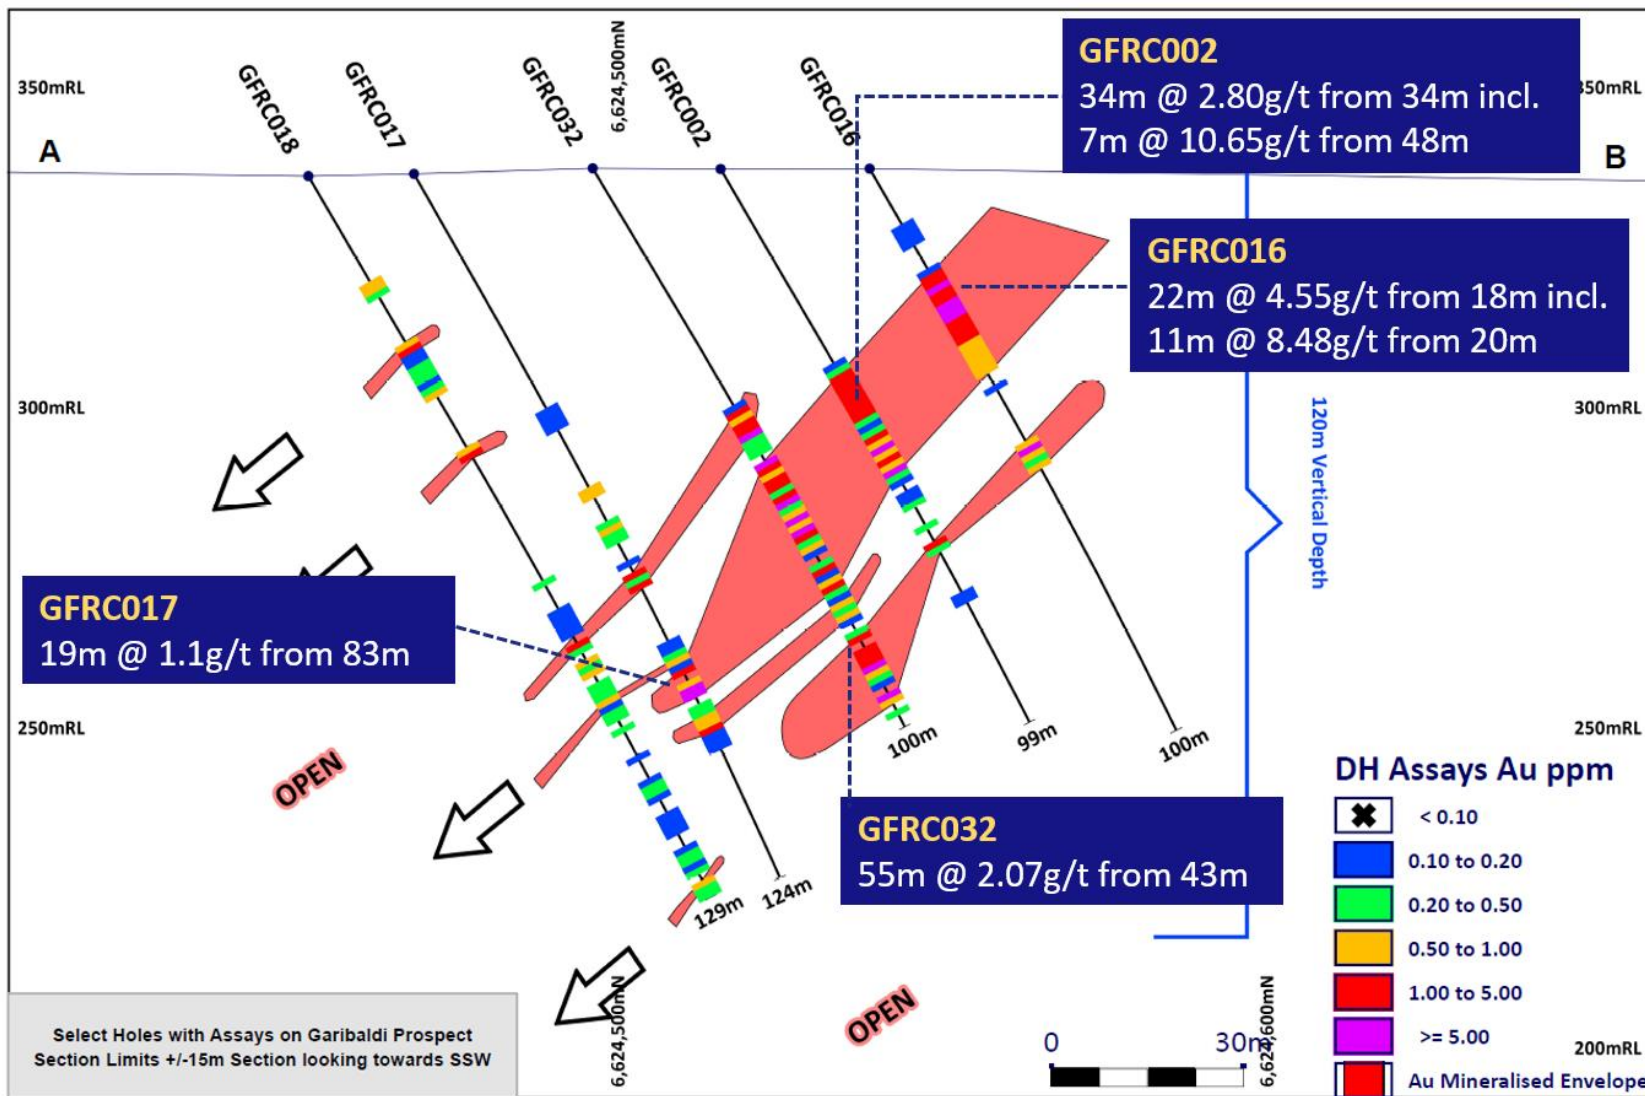 GFRC018
GFRC017
GFRC032
6,624,500mN
GFRC002
GFRC016
350mRL
A
GFRC002
34m @ 2.80g/t from 34m incl.
7m @ 10.65g/t from 48m
B
GFRC016
22m @ 4.55g/t from 18m incl.
11m @ 8.48g/t from 20m
300mRL
300mRL
120m Vertical Depth
GFRC017
19m @ 1.1g/t from 83m
250mRL
250mRL
100m
99m
100m
OPEN
GFRC032
55m @ 2.07g/t from 43m
129m
124m
DH Assays Au ppm
< 0.10
0.10 to 0.20
0.20 to 0.50
0.50 to 1.00
1.00 to 5.00
>= 5.00
Au Mineralised Envelope
OPEN
6,624,500mN
6,624,600mN
200mRL
0 30m
Select Holes with Assays on Garibaldi Prospect
Section Limits +/-15m Section looking towards SSW